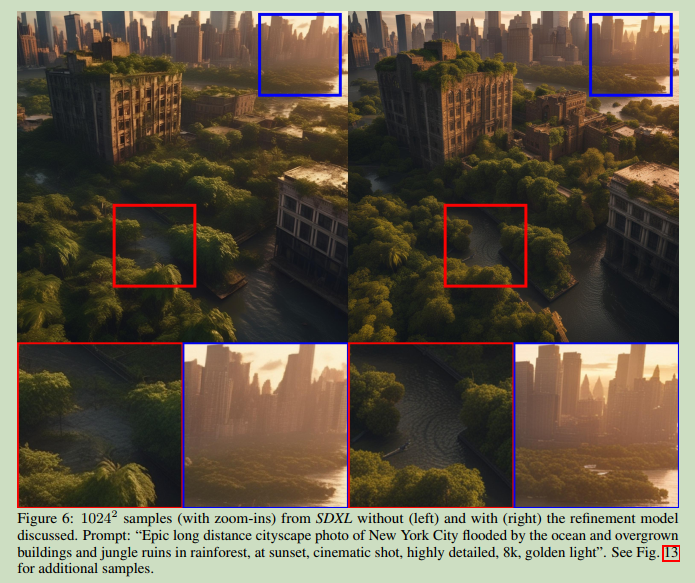 Figure 6: 1024² samples (with zoom-ins) from SDXL without (left) and with (right) the refinement model
discussed. Prompt: “Epic long distance cityscape photo of New York City flooded by the ocean and overgrown
buildings and jungle ruins in rainforest, at sunset, cinematic shot, highly detailed, 8k, golden light”. See Fig. 13
for additional samples.